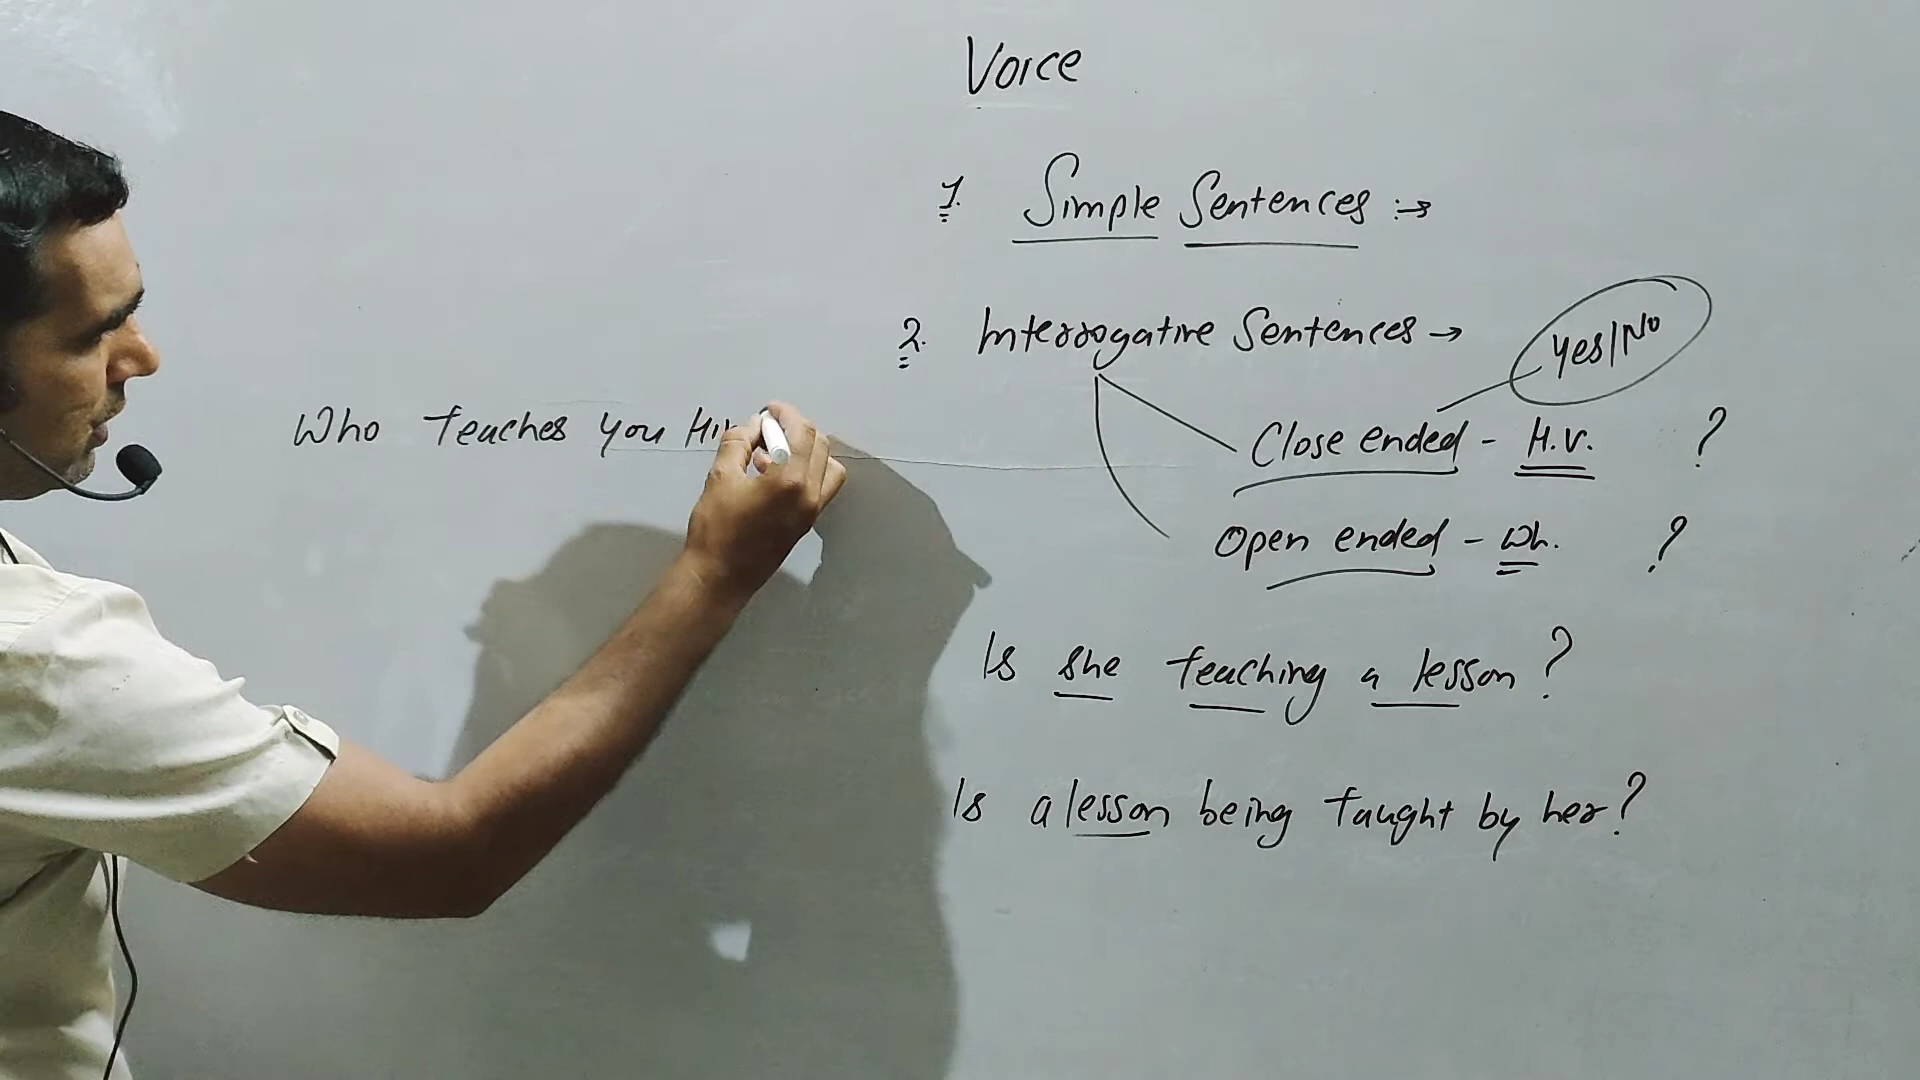 Voice
1. Simple Sentences :→
2. Interrogative Sentences →
Yes/No
Close ended - H.V. ?
Open ended - Wh. ?
Who teaches you
Is she teaching a lesson ?
Is a lesson being taught by her ?